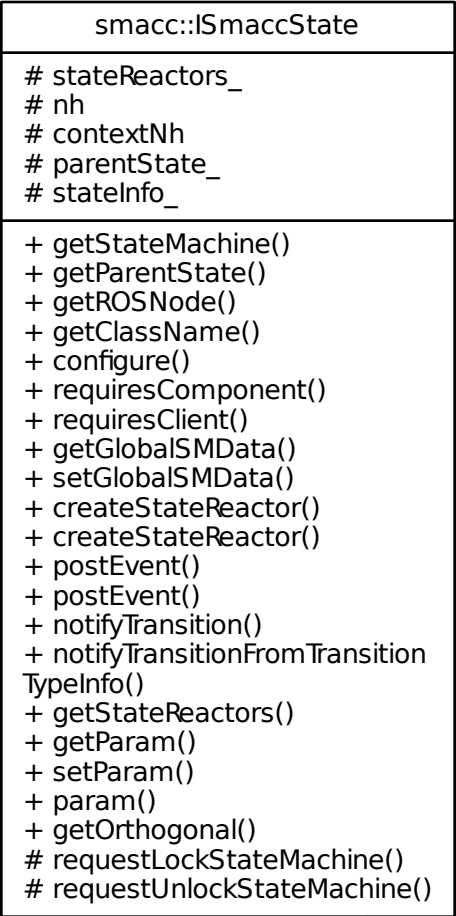 smacc::ISmaccState
# stateReactors_
# nh
# contextNh
# parentState_
# stateInfo_
+ getStateMachine()
+ getParentState()
+ getROSNode()
+ getClassName()
+ configure()
+ requiresComponent()
+ requiresClient()
+ getGlobalSMData()
+ setGlobalSMData()
+ createStateReactor()
+ createStateReactor()
+ postEvent()
+ postEvent()
+ notifyTransition()
+ notifyTransitionFromTransition
TypeInfo()
+ getStateReactors()
+ getParam()
+ setParam()
+ param()
+ getOrthogonal()
# requestLockStateMachine()
# requestUnlockStateMachine()